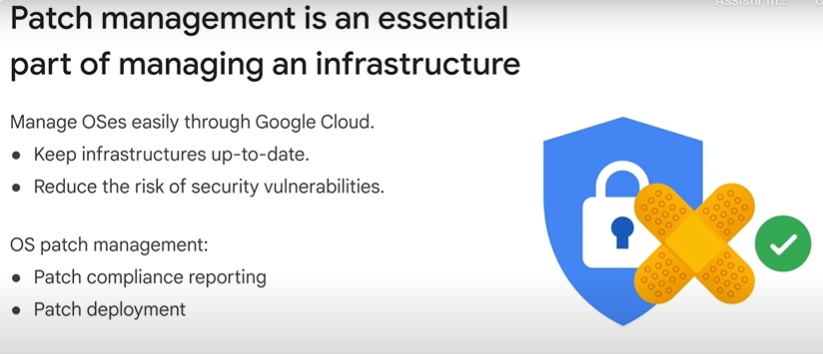 Patch management is an essential
part of managing an infrastructure
Manage OSes easily through Google Cloud.
● Keep infrastructures up-to-date.
● Reduce the risk of security vulnerabilities.
OS patch management:
● Patch compliance reporting
● Patch deployment